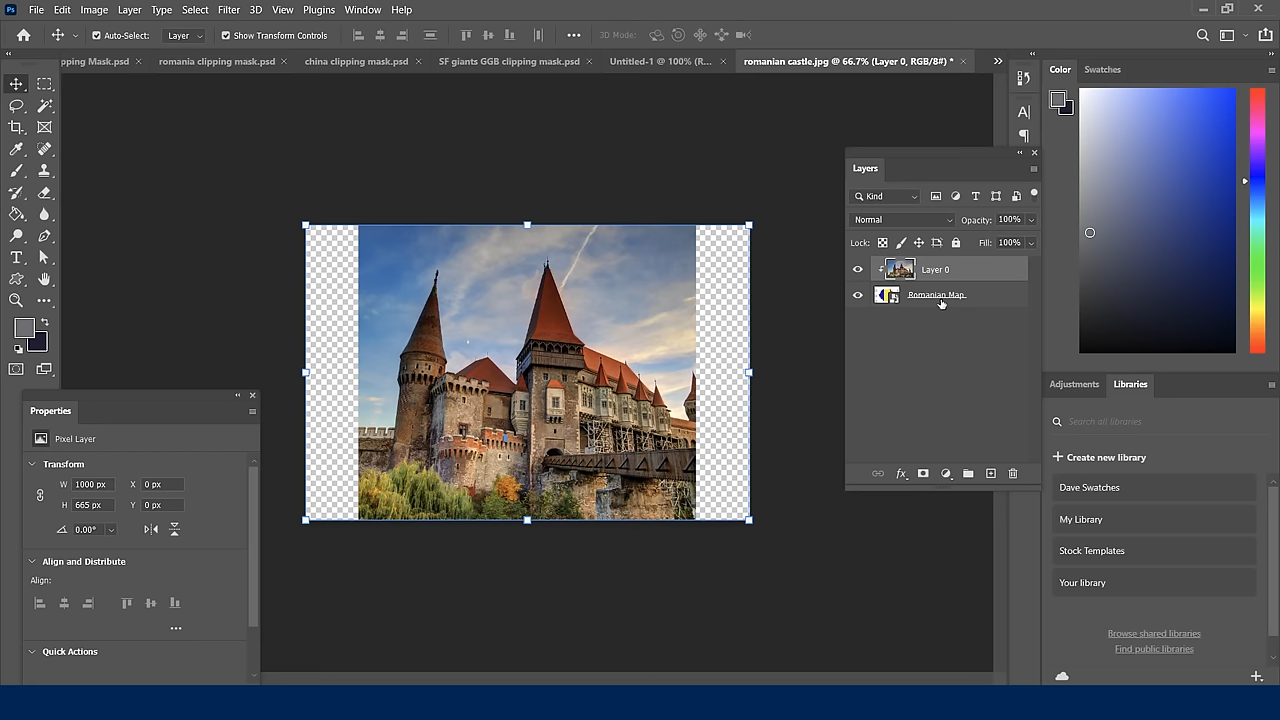 Ps File Edit Image Layer Type Select Filter 3D View Plugins Window Help
Auto-Select: Layer Show Transform Controls 3D Mode:
pping Mask.psd romania clipping mask.psd china clipping mask.psd SF giants GGB clipping mask.psd Untitled-1 @ 100% (R... romanian castle.jpg @ 66.7% (Layer 0, RGB/8#) *
Color Swatches
Layers
Kind
Normal Opacity: 100%
Lock: Fill: 100%
Layer 0
Romanian Map
Properties
Pixel Layer
Transform
W 1000 px X 0 px
H 665 px Y 0 px
0.00°
Align and Distribute
Align:
Quick Actions
Adjustments Libraries
Search all libraries
Create new library
Dave Swatches
My Library
Stock Templates
Your library
Browse shared libraries
Find public libraries